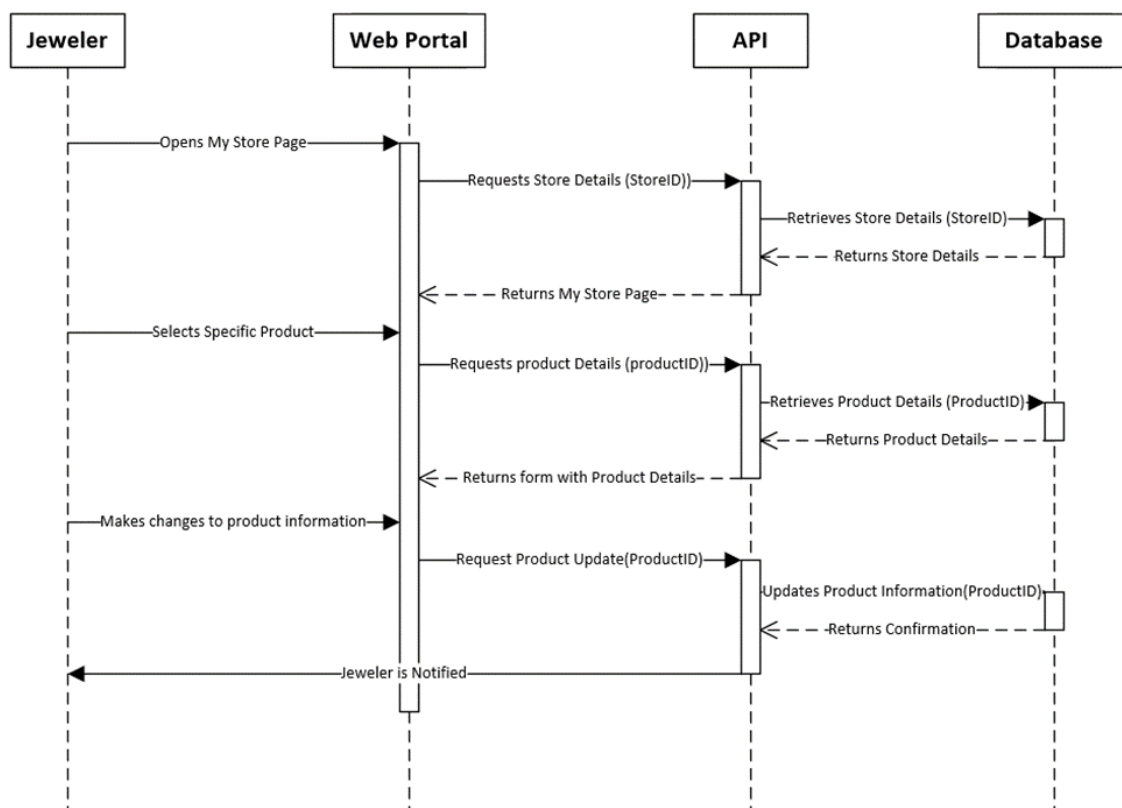 Jeweler
Web Portal
API
Database
Opens My Store Page
Requests Store Details (StoreID))
Retrieves Store Details (StoreID)
Returns Store Details
Returns My Store Page
Selects Specific Product
Requests product Details (productID))
Retrieves Product Details (ProductID)
Returns Product Details
Returns form with Product Details
Makes changes to product information
Request Product Update(ProductID)
Updates Product Information(ProductID)
Returns Confirmation
Jeweler is Notified